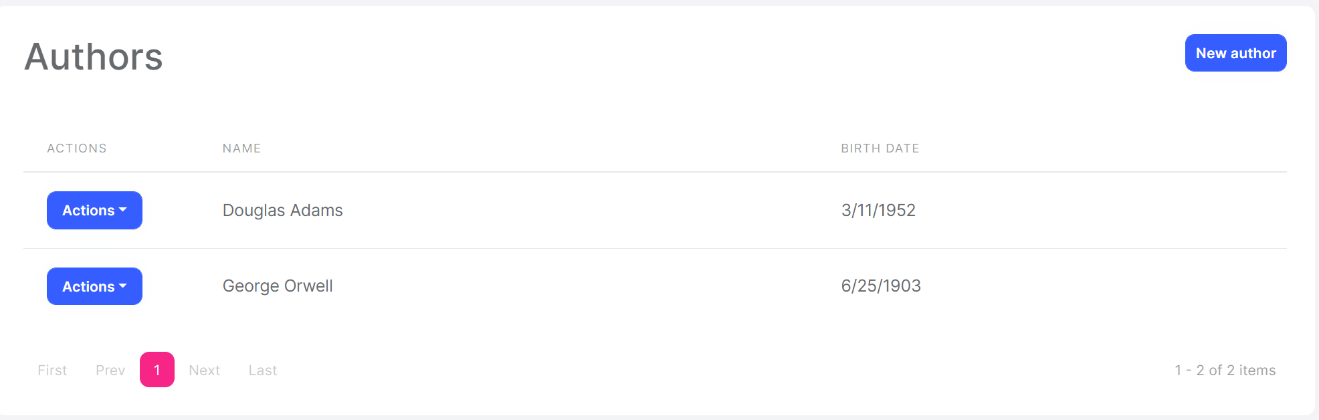 Authors
New author
ACTIONS NAME BIRTH DATE
Actions Douglas Adams 3/11/1952
Actions George Orwell 6/25/1903
First Prev 1 Next Last 1 - 2 of 2 items